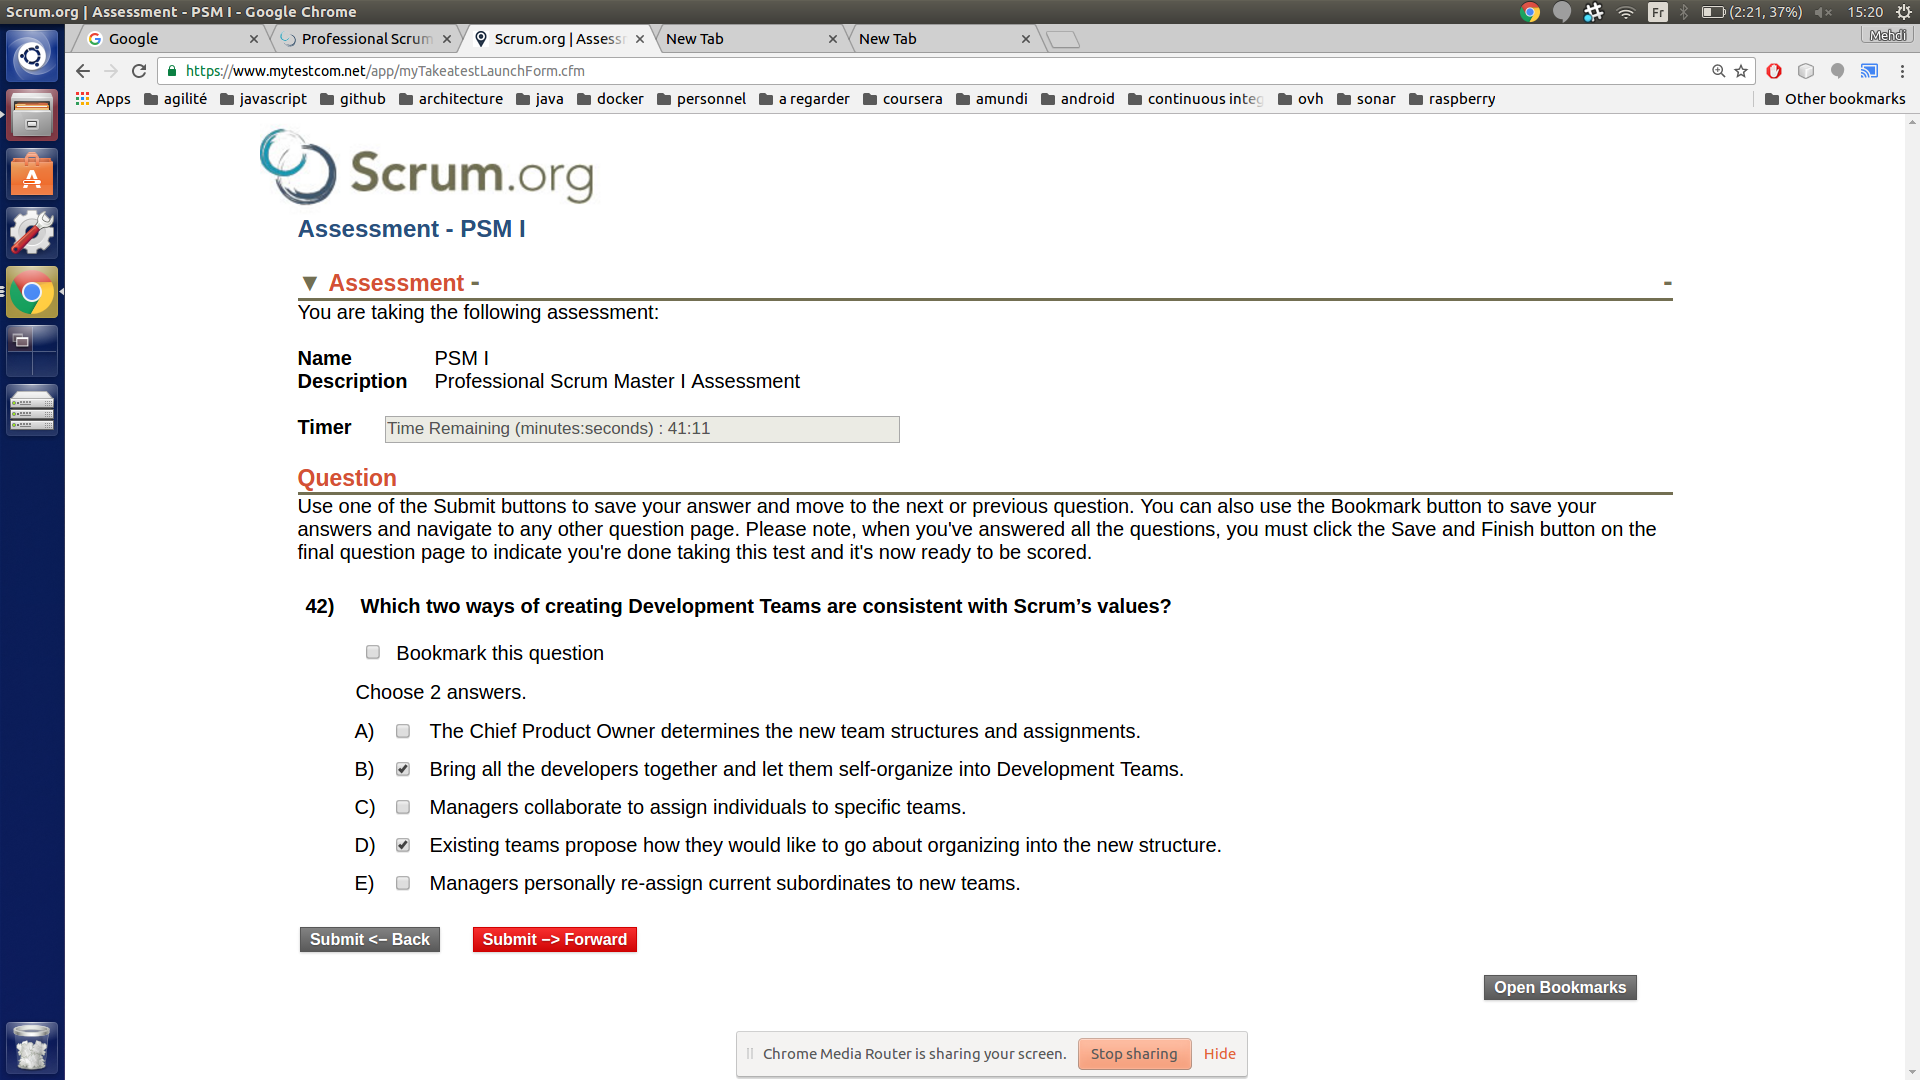 Scrum.org | Assessment - PSM I - Google Chrome
Fr
(2:21, 37%)
15:20
Google
Professional Scrum
Scrum.org | Assess
New Tab
New Tab
Mehdi
https://www.mytestcom.net/app/myTakeatestLaunchForm.cfm
Apps
agilité
javascript
github
architecture
java
docker
personnel
a regarder
coursera
amundi
android
continuous integ
ovh
sonar
raspberry
Other bookmarks
Scrum.org
Assessment - PSM I
▼ Assessment -
-
You are taking the following assessment:
Name PSM I
Description Professional Scrum Master I Assessment
Timer Time Remaining (minutes:seconds) : 41:11
Question
Use one of the Submit buttons to save your answer and move to the next or previous question. You can also use the Bookmark button to save your
answers and navigate to any other question page. Please note, when you've answered all the questions, you must click the Save and Finish button on the
final question page to indicate you're done taking this test and it's now ready to be scored.
42) Which two ways of creating Development Teams are consistent with Scrum’s values?
Bookmark this question
Choose 2 answers.
A) The Chief Product Owner determines the new team structures and assignments.
B) Bring all the developers together and let them self-organize into Development Teams.
C) Managers collaborate to assign individuals to specific teams.
D) Existing teams propose how they would like to go about organizing into the new structure.
E) Managers personally re-assign current subordinates to new teams.
Submit <– Back
Submit –> Forward
Open Bookmarks
Chrome Media Router is sharing your screen.
Stop sharing
Hide